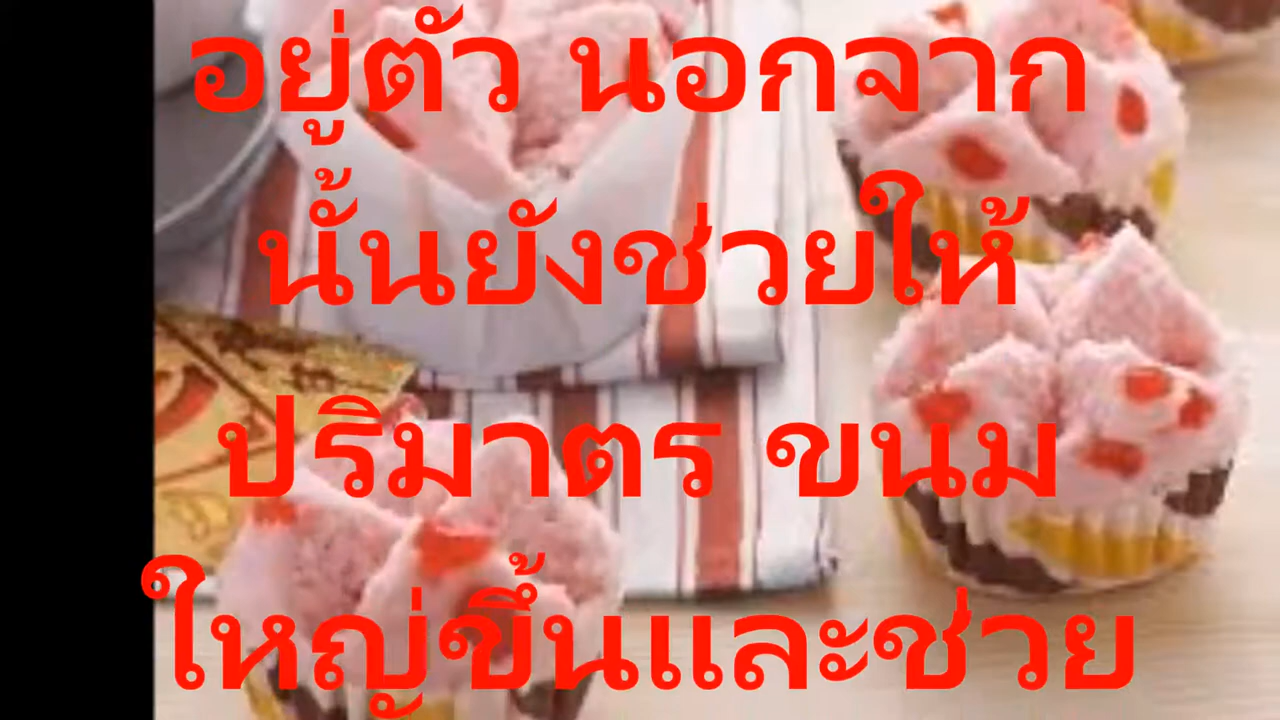 อยู่ตัว นอกจาก
นั้นยังช่วยให้
ปริมาตร ขนม
ใหญ่ขึ้นและช่วย